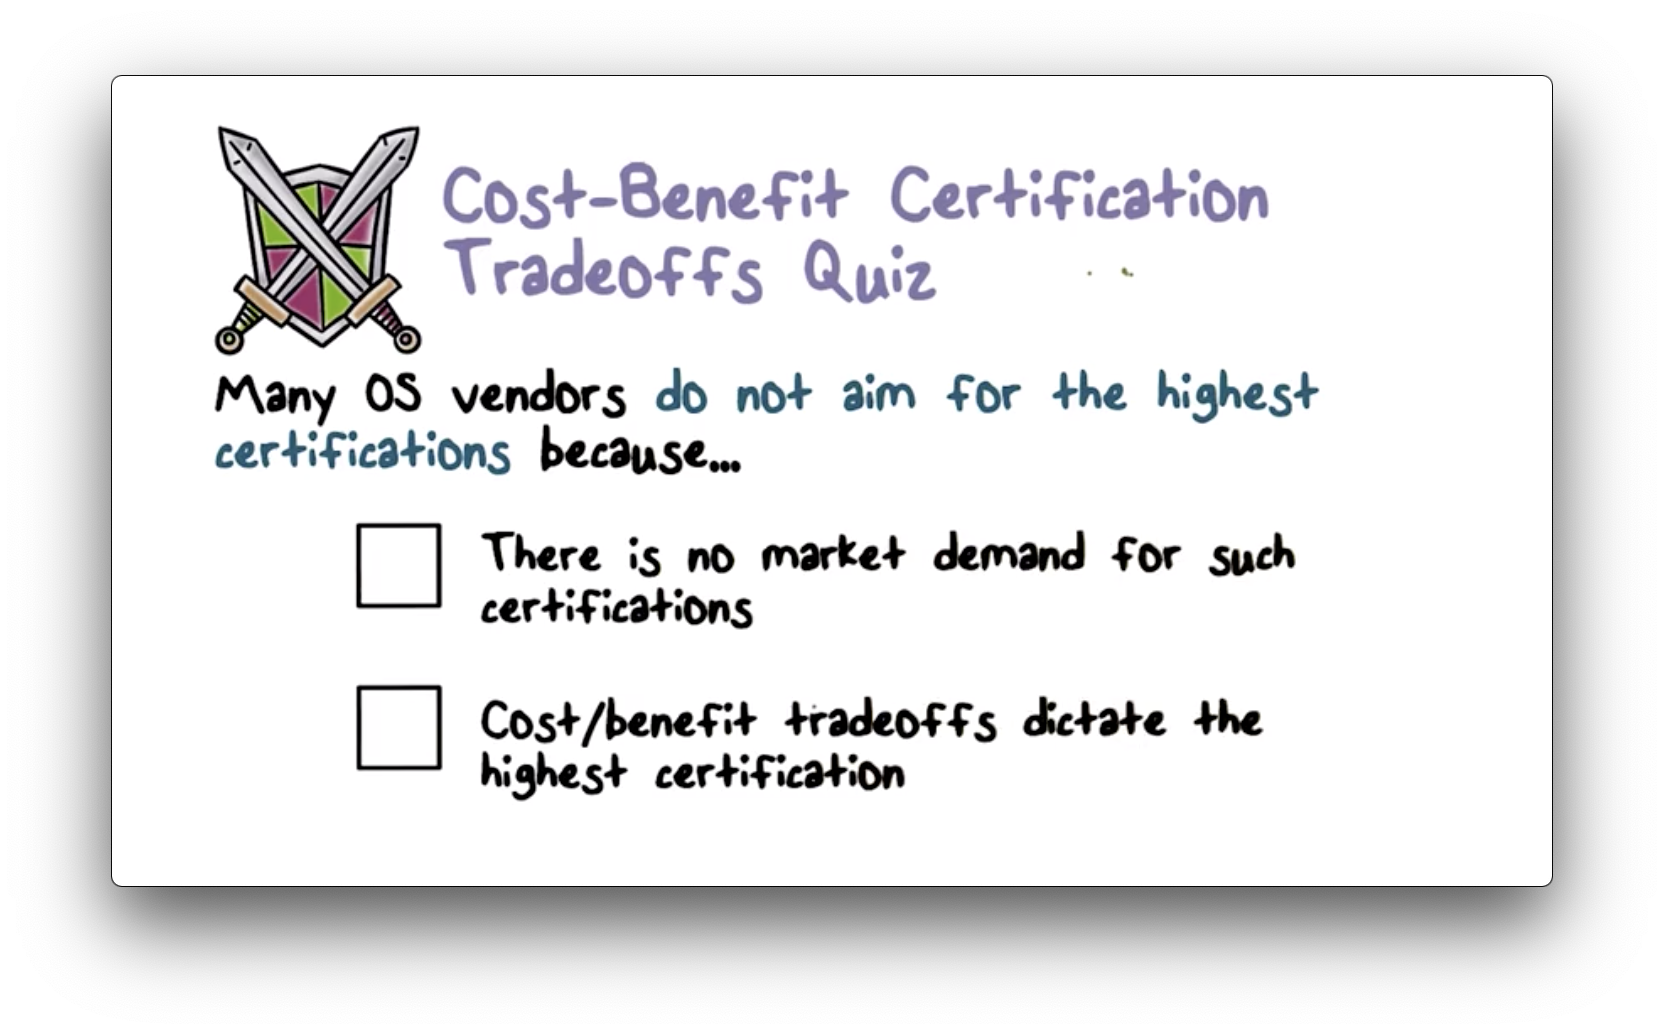 Cost-Benefit Certification
Tradeoffs Quiz
Many OS vendors do not aim for the highest
certifications because...
There is no market demand for such
certifications
Cost/benefit tradeoffs dictate the
highest certification